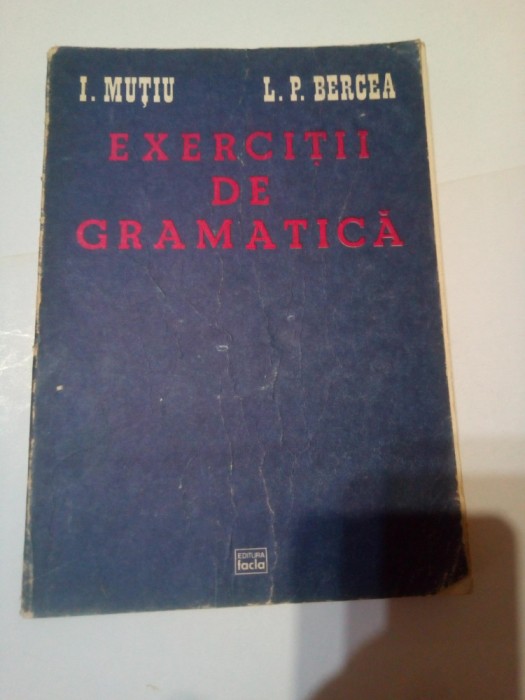 I. MUȚIU L. P. BERCEA
EXERCIȚII
DE
GRAMATICĂ
EDITURA
facla